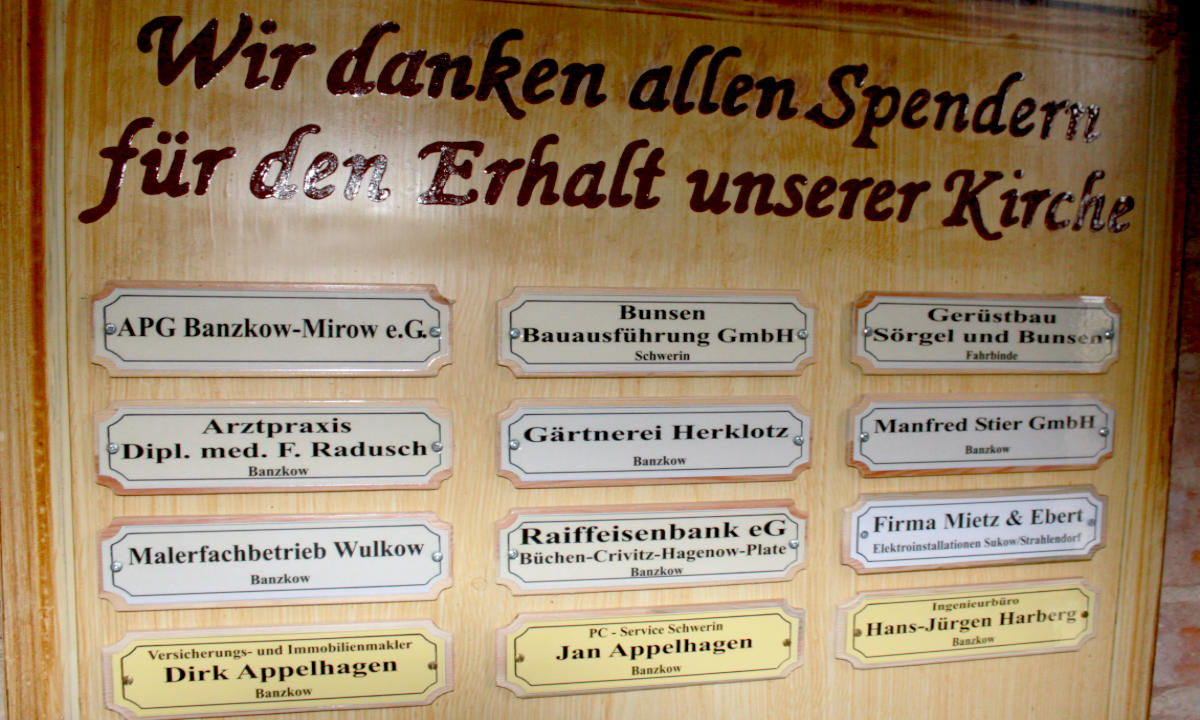 Wir danken allen Spendern
für den Erhalt unserer Kirche
APG Banzkow-Mirow e.G.
Bunsen
Bauausführung GmbH
Schwerin
Gerüstbau
Sörgel und Bunsen
Fahrbinde
Arztpraxis
Dipl. med. F. Radusch
Banzkow
Gärtnerei Herklotz
Banzkow
Manfred Stier GmbH
Banzkow
Malerfachbetrieb Wulkow
Banzkow
Raiffeisenbank eG
Büchen-Crivitz-Hagenow-Plate
Banzkow
Firma Mietz & Ebert
Elektroinstallationen Sukow/Strahlendorf
Versicherungs- und Immobilienmakler
Dirk Appelhagen
Banzkow
PC - Service Schwerin
Jan Appelhagen
Banzkow
Ingenieurbüro
Hans-Jürgen Harberg
Banzkow